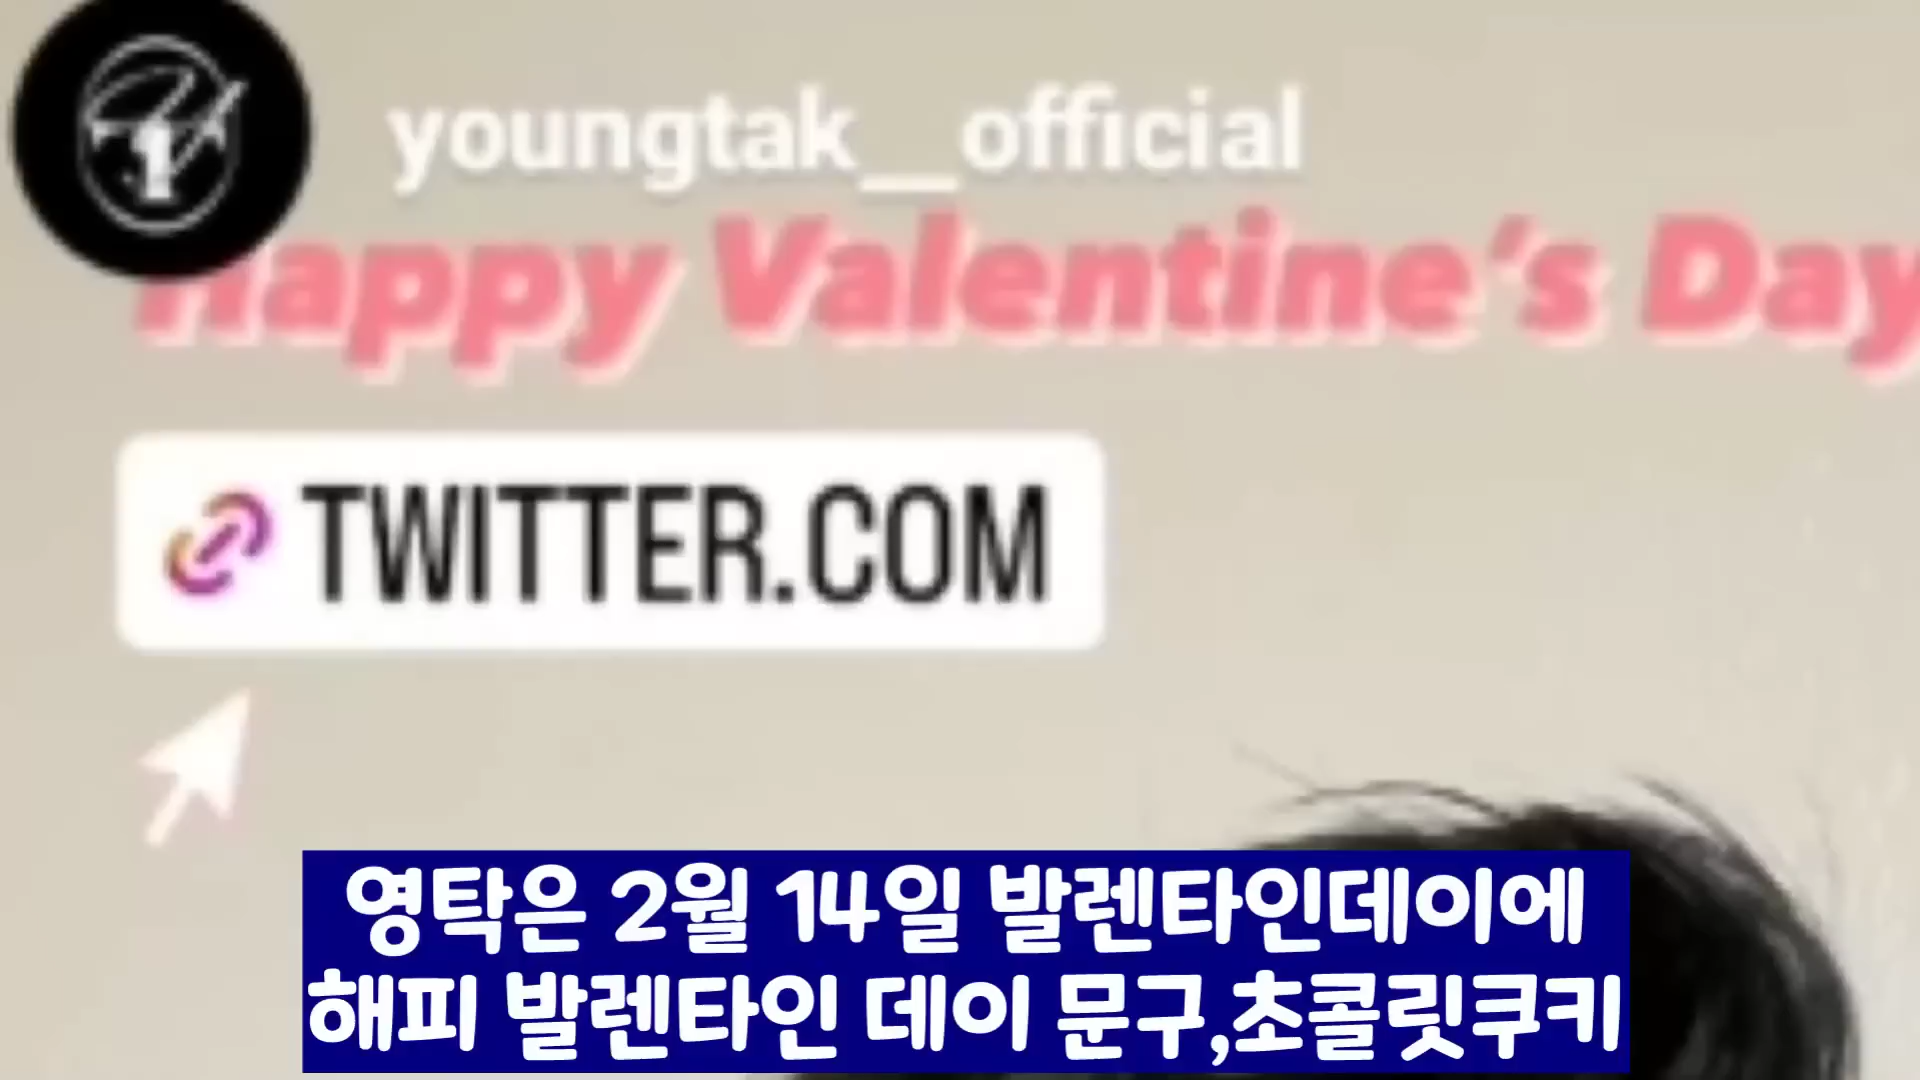 youngtak__official
Happy Valentine's Day
TWITTER.COM
영탁은 2월 14일 발렌타인데이에
해피 발렌타인 데이 문구,초콜릿쿠키